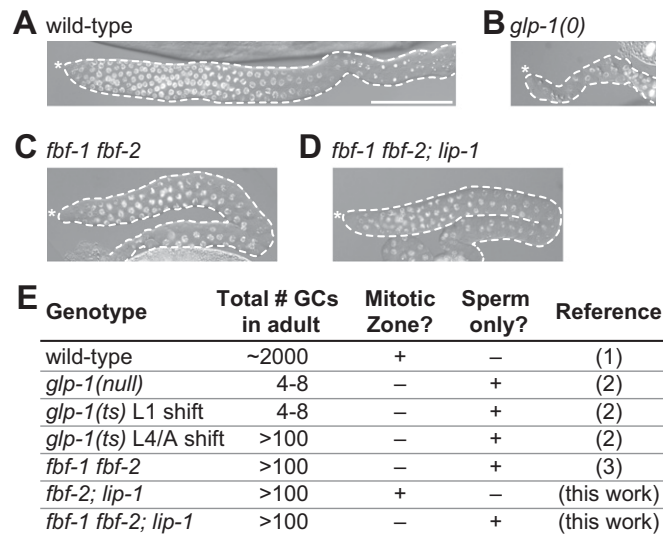 A wild-type
B glp-1(0)
*
*
C fbf-1 fbf-2
D fbf-1 fbf-2; lip-1
*
*
E Genotype Total # GCs in adult Mitotic Zone? Sperm only? Reference
wild-type ~2000 + – (1)
glp-1(null) 4-8 – + (2)
glp-1(ts) L1 shift 4-8 – + (2)
glp-1(ts) L4/A shift >100 – + (2)
fbf-1 fbf-2 >100 – + (3)
fbf-2; lip-1 >100 + – (this work)
fbf-1 fbf-2; lip-1 >100 – + (this work)